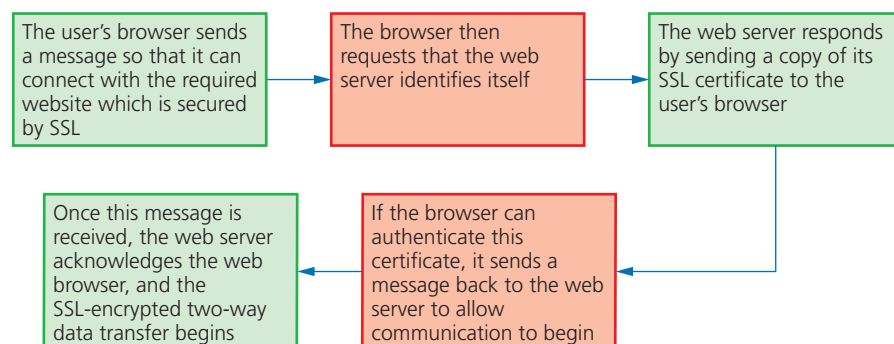 The user’s browser sends
a message so that it can
connect with the required
website which is secured
by SSL
The browser then
requests that the web
server identifies itself
The web server responds
by sending a copy of its
SSL certificate to the
user’s browser
If the browser can
authenticate this
certificate, it sends a
message back to the web
server to allow
communication to begin
Once this message is
received, the web server
acknowledges the web
browser, and the
SSL-encrypted two-way
data transfer begins